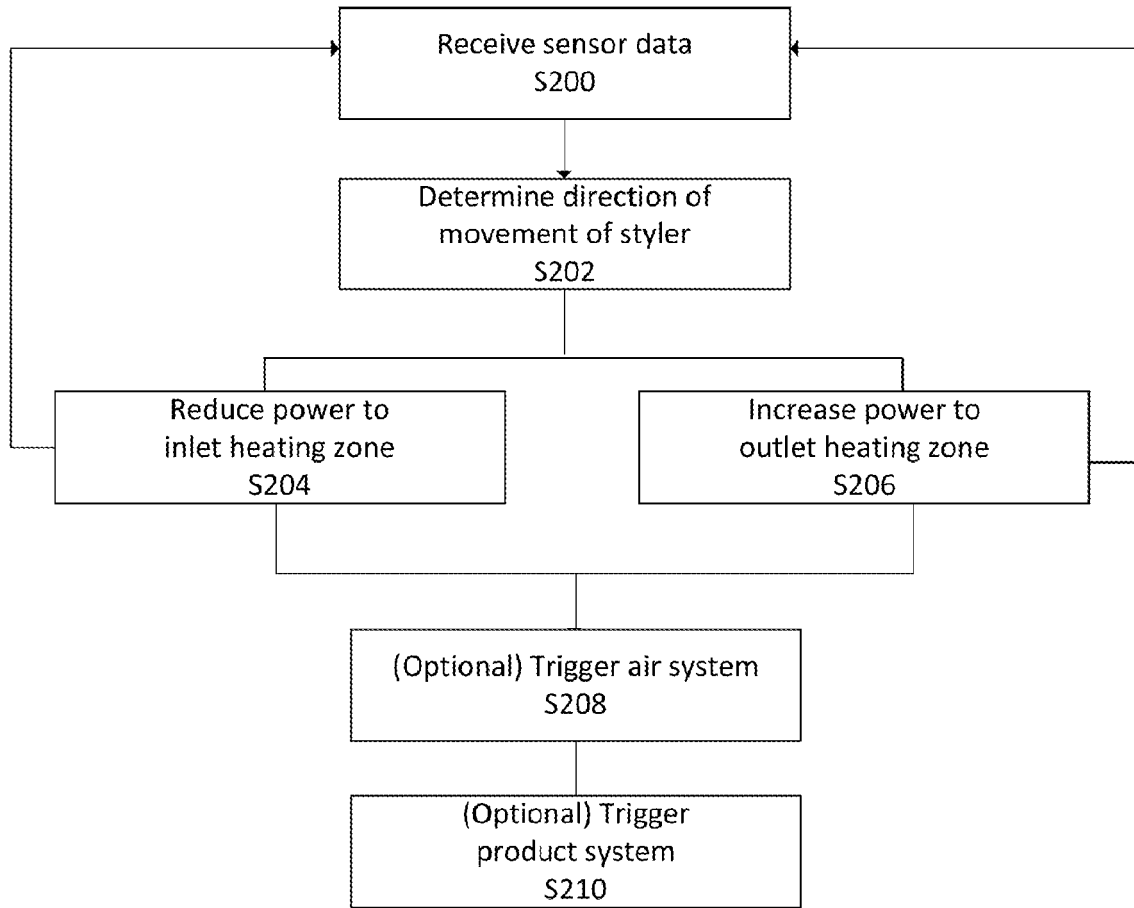 Receive sensor data
S200
Determine direction of
movement of styler
S202
Reduce power to
inlet heating zone
S204
Increase power to
outlet heating zone
S206
(Optional) Trigger air system
S208
(Optional) Trigger
product system
S210